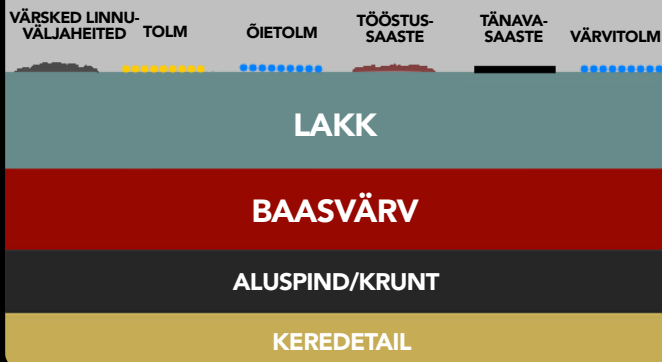 VÄRSKED LINNU-
VÄLJAHEITED
TOLM
ÕIETOLM
TÖÖSTUS-
SAASTE
TÄNAVA-
SAASTE
VÄRVITOLM
LAKK
BAASVÄRV
ALUSPIND/KRUNT
KEREDETAIL